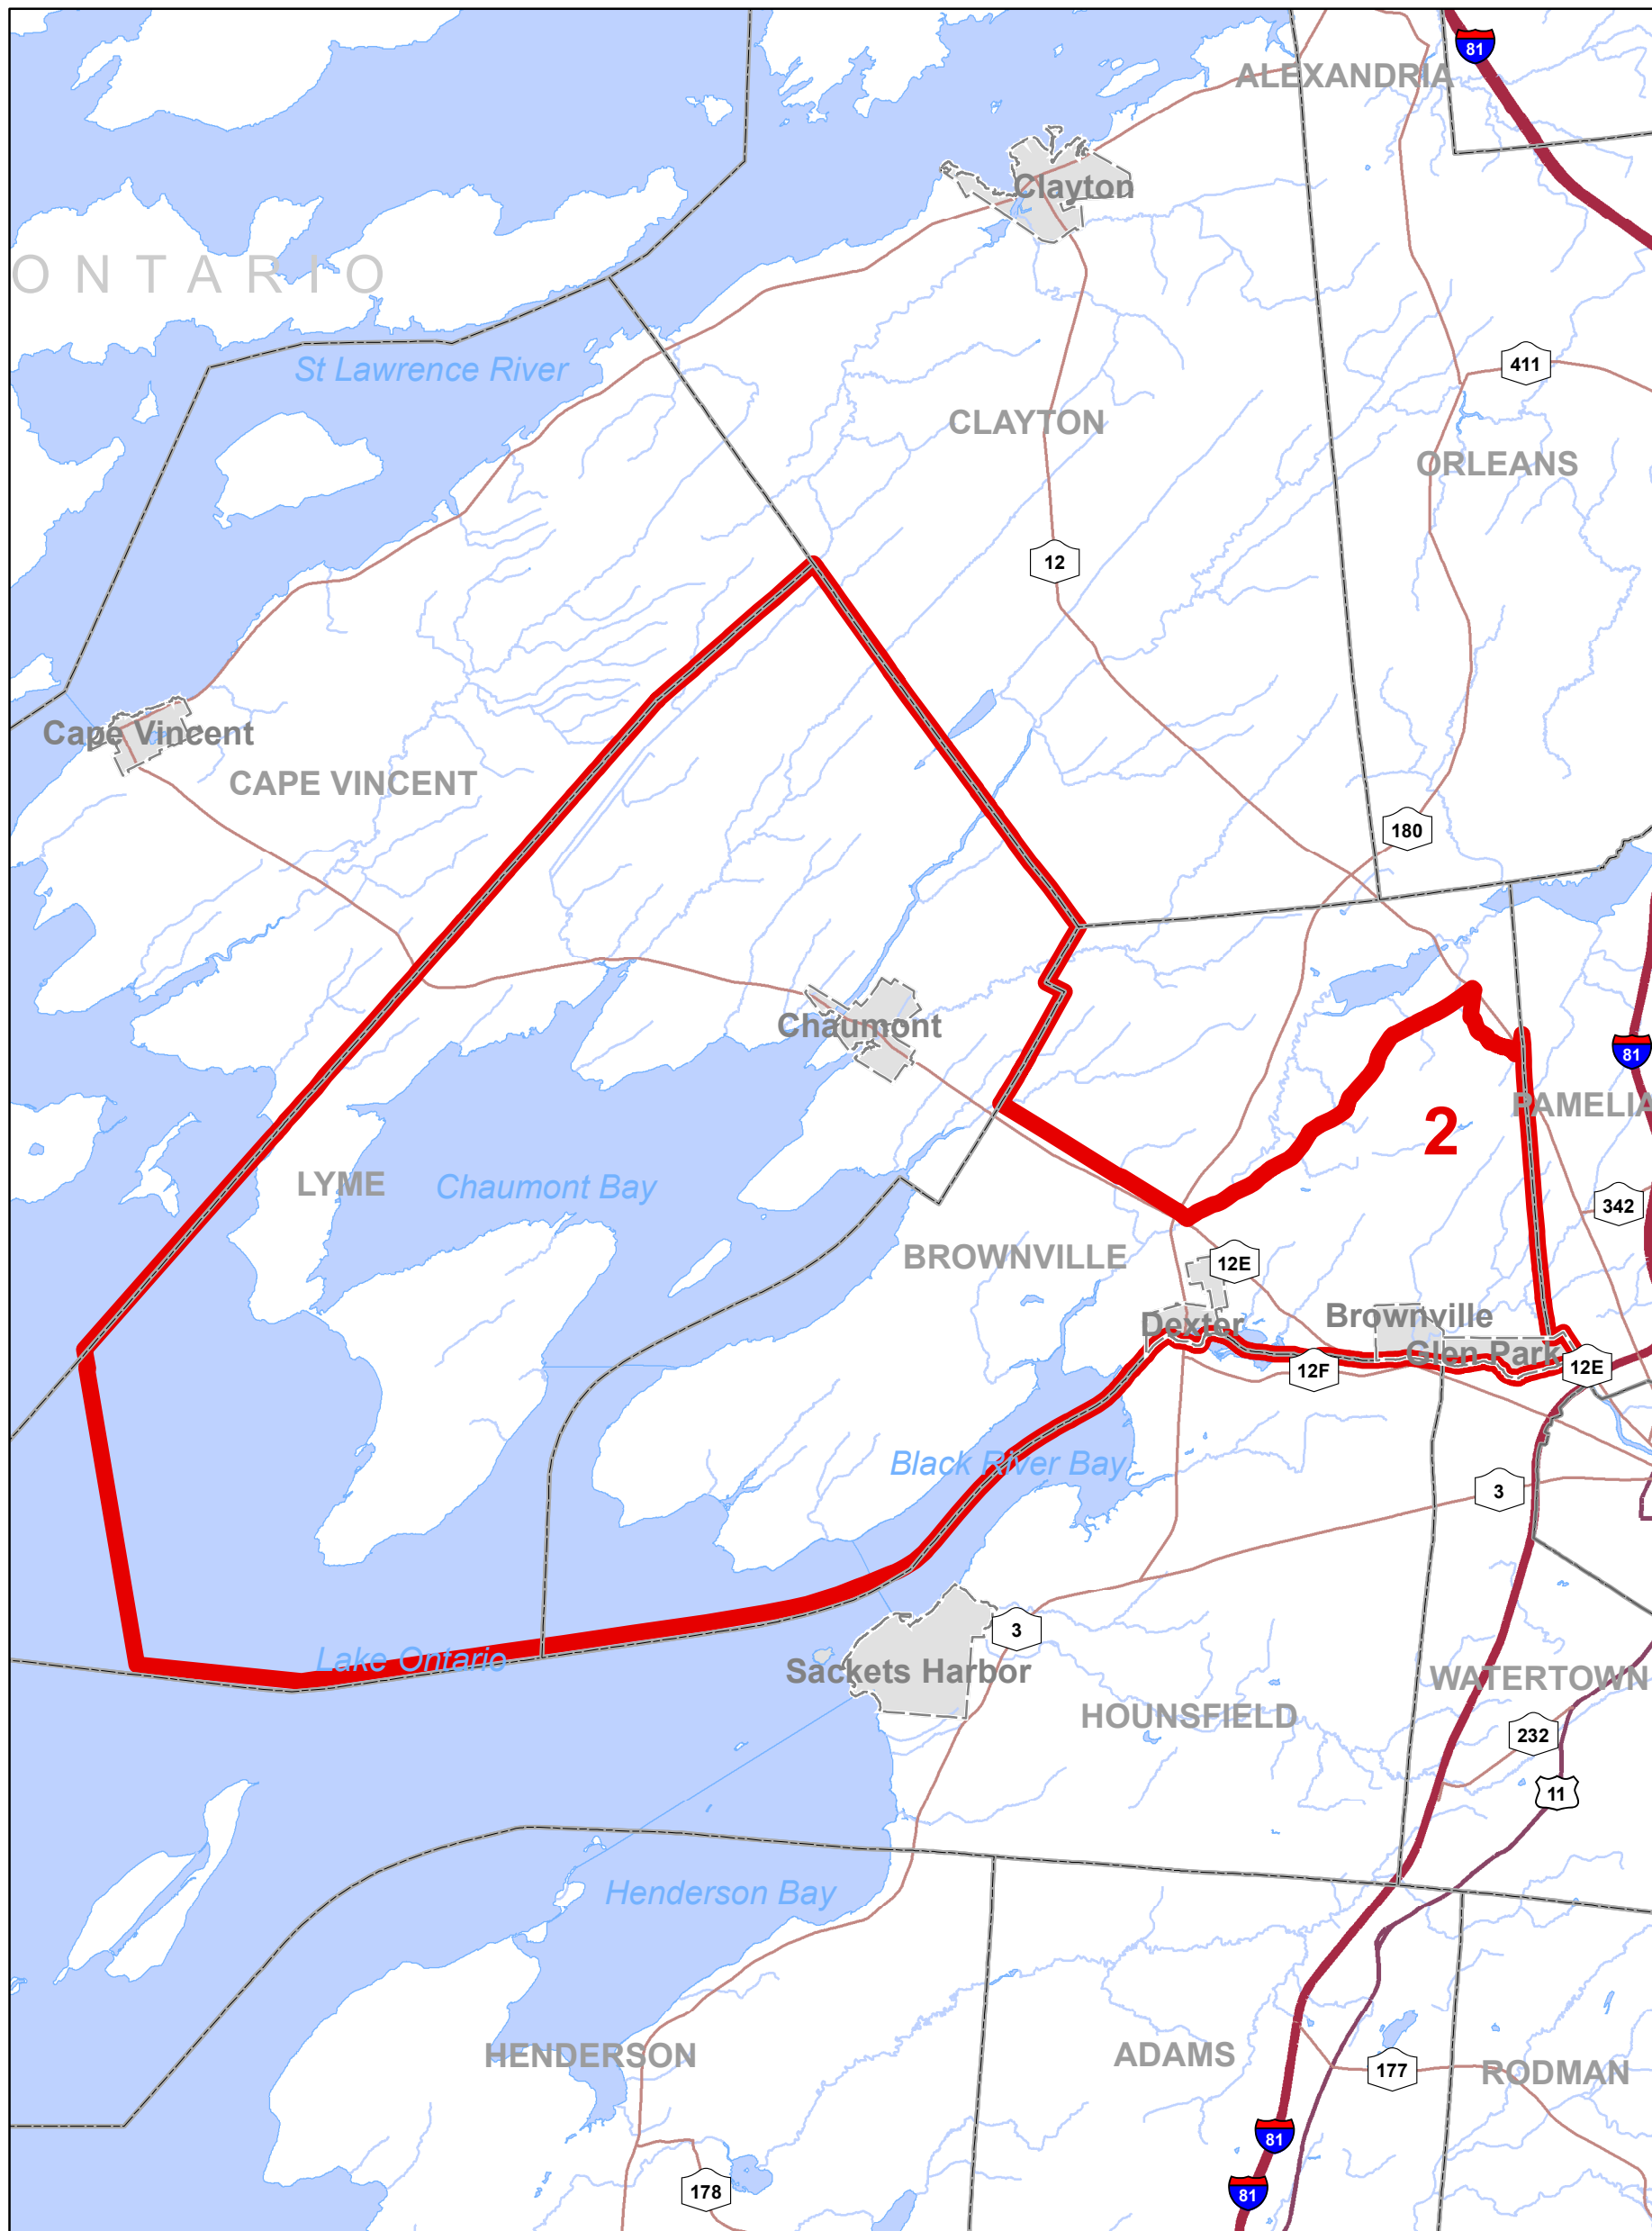 81
ALEXANDRIA
Clayton
ONTARIO
St Lawrence River
411
CLAYTON
ORLEANS
12
Cape Vincent
CAPE VINCENT
180
Chaumont
81
PAMELIA
2
LYME
Chaumont Bay
342
BROWNVILLE
12E
Dexter
Brownville
Glen Park
12F
12E
Black River Bay
3
3
Lake Ontario
Sackets Harbor
WATERTOWN
HOUNSFIELD
232
11
Henderson Bay
HENDERSON
ADAMS
177
RODMAN
81
178
81